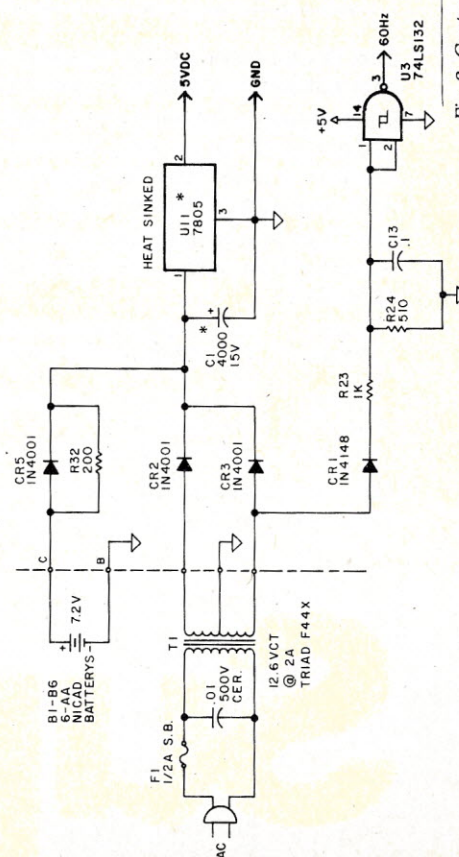 B1-B6
6-AA
NICAD
BATTERYS
+
7.2V
-
C
B
CR5
1N4001
R32
200
AC
F1
1/2A S.B.
.01
500V
CER.
T1
12.6VCT
@ 2A
TRIAD F44X
CR2
1N4001
CR3
1N4001
*
C1
4000
15V
+
HEAT SINKED
1
U11 *
7805
2
3
5VDC
GND
CR1
1N4148
R23
1K
R24
510
C13
.1
+5V
14
1
2
3
7
60Hz
U3
74LS132